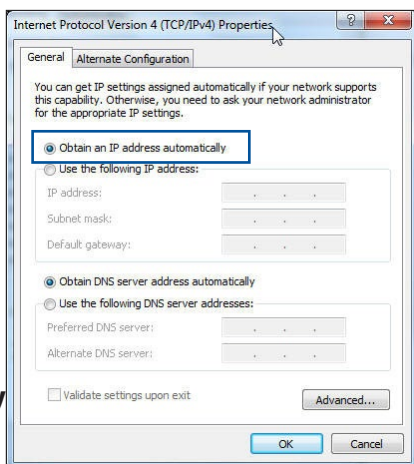 Internet Protocol Version 4 (TCP/IPv4) Properties
General
Alternate Configuration
You can get IP settings assigned automatically if your network supports
this capability. Otherwise, you need to ask your network administrator
for the appropriate IP settings.
Obtain an IP address automatically
Use the following IP address:
IP address:
Subnet mask:
Default gateway:
Obtain DNS server address automatically
Use the following DNS server addresses:
Preferred DNS server:
Alternate DNS server:
Validate settings upon exit
Advanced...
OK
Cancel